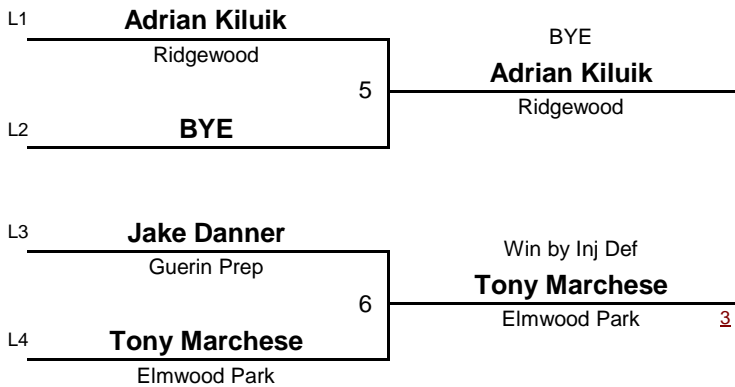 L1
Adrian Kiluik
Ridgewood
5
L2
BYE
BYE
Adrian Kiluik
Ridgewood
L3
Jake Danner
Guerin Prep
6
L4
Tony Marchese
Elmwood Park
Win by Inj Def
Tony Marchese
Elmwood Park
3